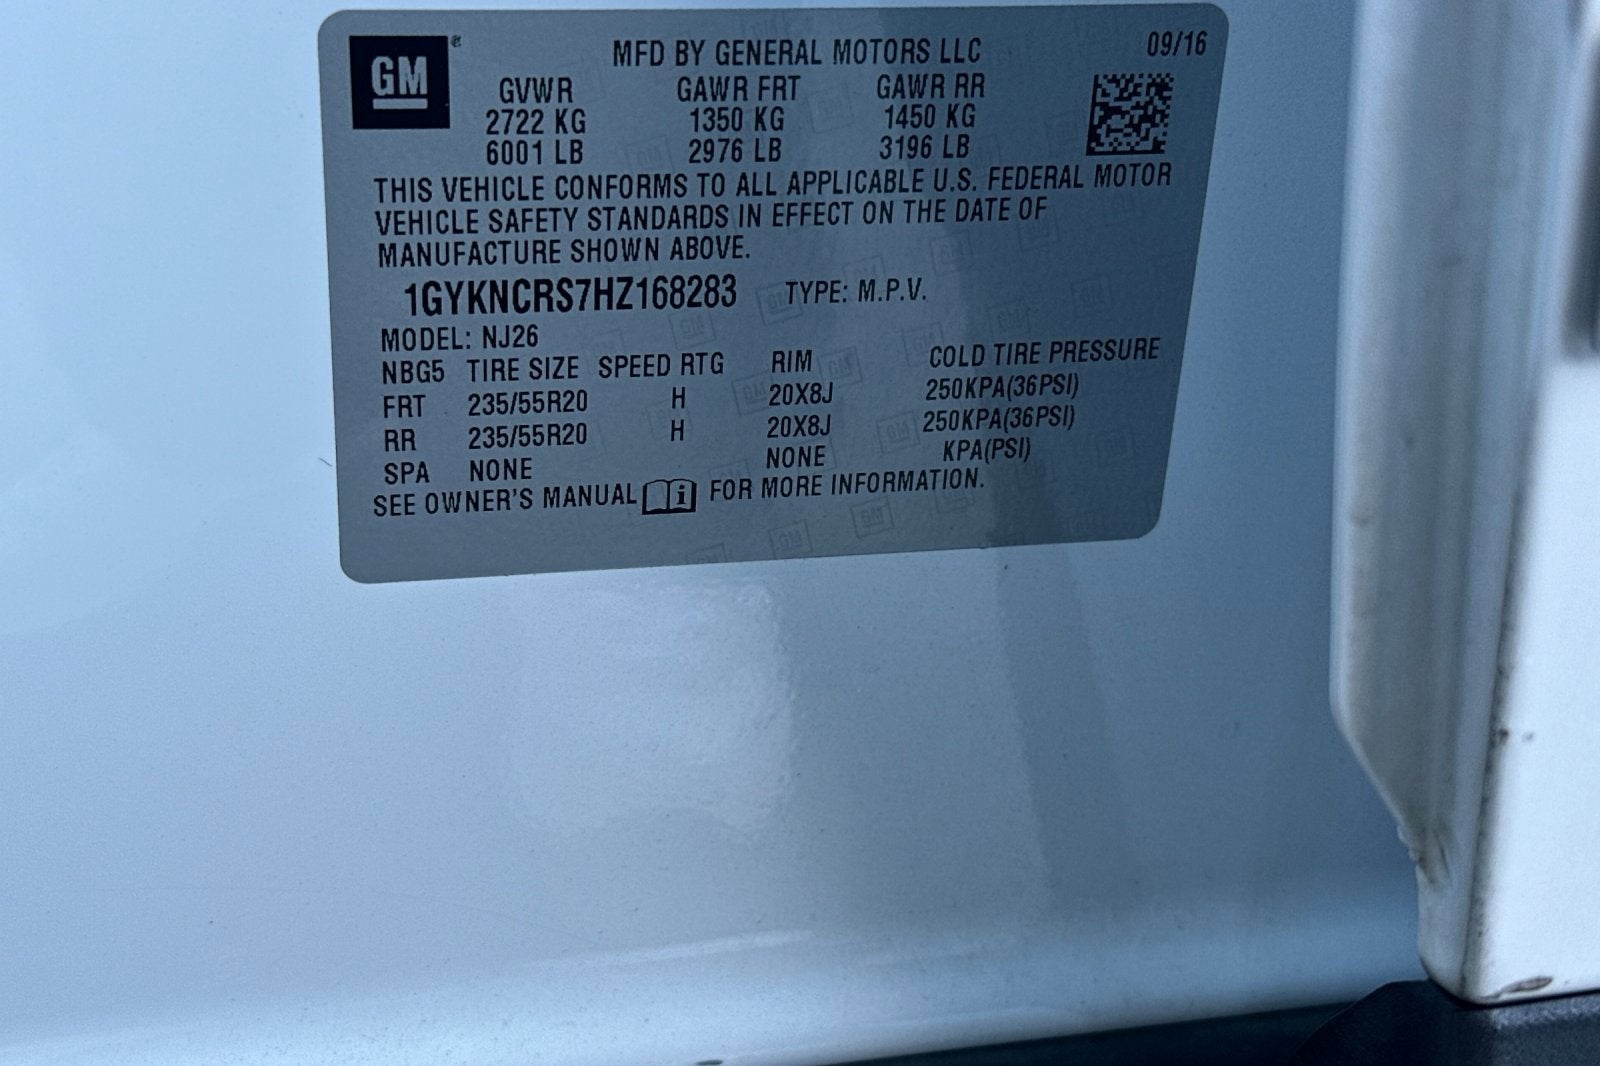 GM
MFD BY GENERAL MOTORS LLC 09/16
GVWR GAWR FRT GAWR RR
2722 KG 1350 KG 1450 KG
6001 LB 2976 LB 3196 LB
THIS VEHICLE CONFORMS TO ALL APPLICABLE U.S. FEDERAL MOTOR
VEHICLE SAFETY STANDARDS IN EFFECT ON THE DATE OF
MANUFACTURE SHOWN ABOVE.
1GYKNCRS7HZ168283 TYPE: M.P.V.
MODEL: NJ26
NBG5 TIRE SIZE SPEED RTG RIM COLD TIRE PRESSURE
FRT 235/55R20 H 20X8J 250KPA(36PSI)
RR 235/55R20 H 20X8J 250KPA(36PSI)
SPA NONE NONE KPA(PSI)
SEE OWNER'S MANUAL i FOR MORE INFORMATION.